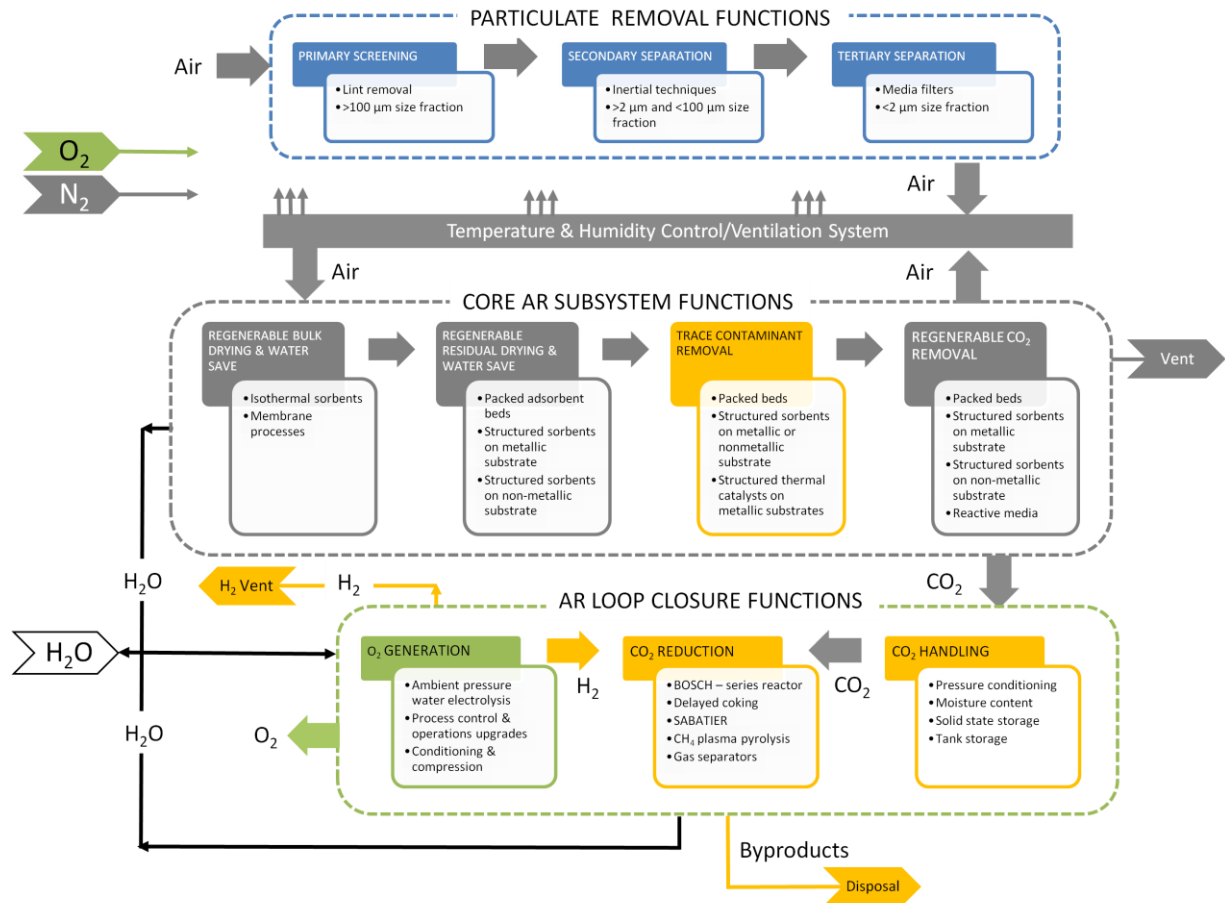 PARTICULATE REMOVAL FUNCTIONS
Air
PRIMARY SCREENING
•Lint removal
•>100 µm size fraction
SECONDARY SEPARATION
•Inertial techniques
•>2 µm and <100 µm size
fraction
TERTIARY SEPARATION
•Media filters
•<2 µm size fraction
O₂
N₂
Air
Temperature & Humidity Control/Ventilation System
Air
Air
CORE AR SUBSYSTEM FUNCTIONS
REGENERABLE BULK
DRYING & WATER
SAVE
•Isothermal sorbents
•Membrane
processes
REGENERABLE
RESIDUAL DRYING &
WATER SAVE
•Packed adsorbent
beds
•Structured sorbents
on metallic
substrate
•Structured sorbents
on non-metallic
substrate
TRACE CONTAMINANT
REMOVAL
•Packed beds
•Structured sorbents
on metallic or
nonmetallic
substrate
•Structured thermal
catalysts on
metallic substrates
REGENERABLE CO₂
REMOVAL
•Packed beds
•Structured sorbents
on metallic
substrate
•Structured sorbents
on non-metallic
substrate
•Reactive media
Vent
H₂O
H₂ Vent
H₂
CO₂
AR LOOP CLOSURE FUNCTIONS
H₂O
O₂ GENERATION
•Ambient pressure
water electrolysis
•Process control &
operations upgrades
•Conditioning &
compression
H₂
CO₂ REDUCTION
•BOSCH – series reactor
•Delayed coking
•SABATIER
•CH₄ plasma pyrolysis
•Gas separators
CO₂
CO₂ HANDLING
•Pressure conditioning
•Moisture content
•Solid state storage
•Tank storage
H₂O
O₂
Byproducts
Disposal